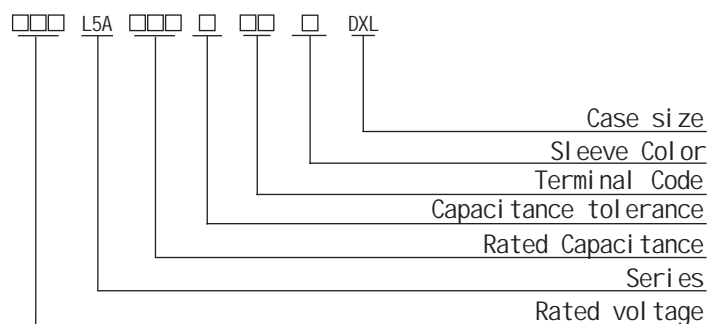 □□□ L5A □□□ □ □□ □ DXL
Case size
Sleeve Color
Terminal Code
Capacitance tolerance
Rated Capacitance
Series
Rated voltage